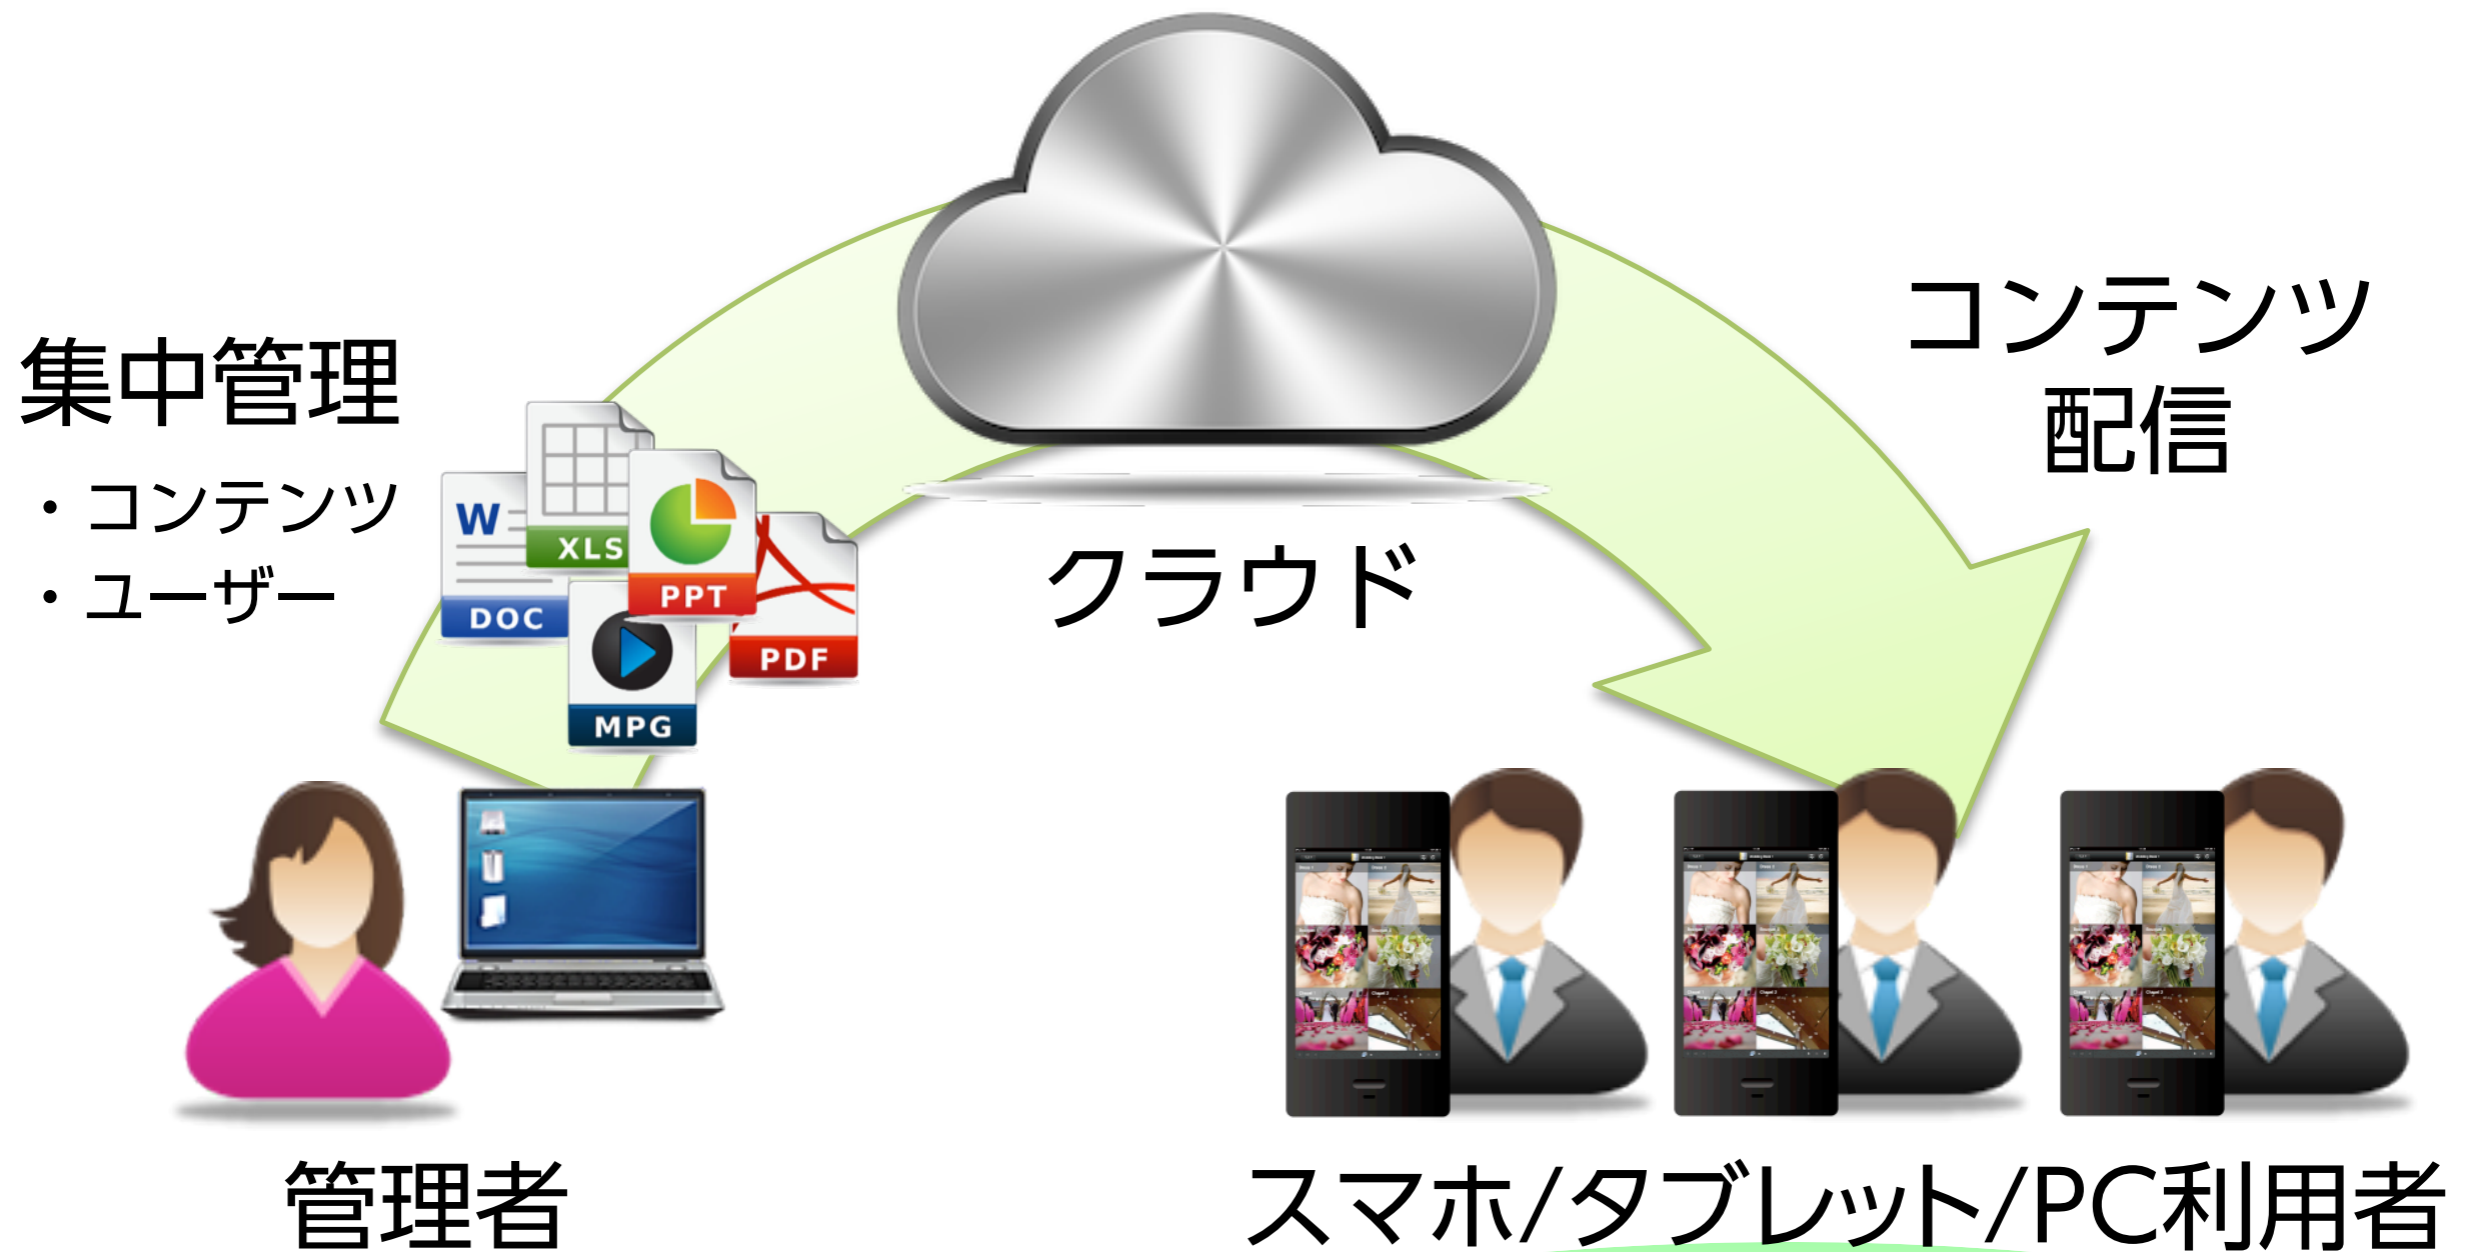 集中管理
・コンテンツ
・ユーザー
W
XLS
DOC
PPT
PDF
MPG
クラウド
コンテンツ
配信
管理者
スマホ/タブレット/PC利用者